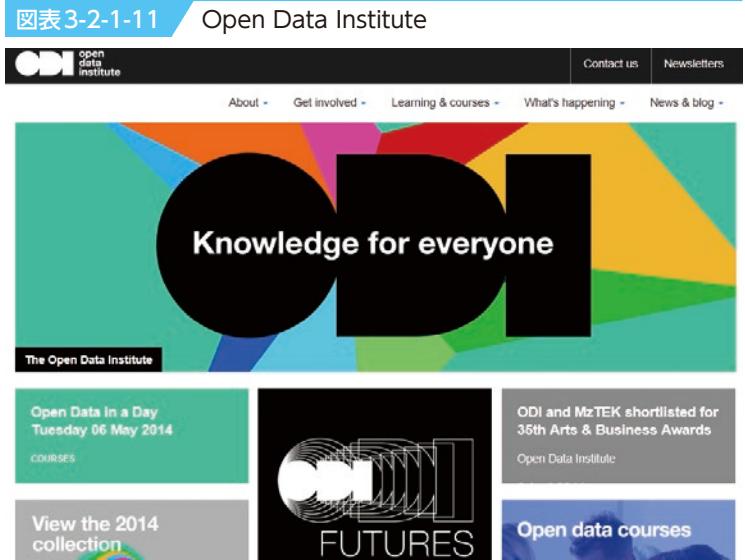 図表3-2-1-11 Open Data Institute
ODI open
data
institute
Contact us Newsletters
About Get involved Learning & courses What's happening News & blog
Knowledge for everyone
The Open Data Institute
Open Data in a Day
Tuesday 06 May 2014
COURSES
ODI
FUTURES
ODI and MzTEK shortlisted for
35th Arts & Business Awards
Open Data Institute
View the 2014
collection
Open data courses